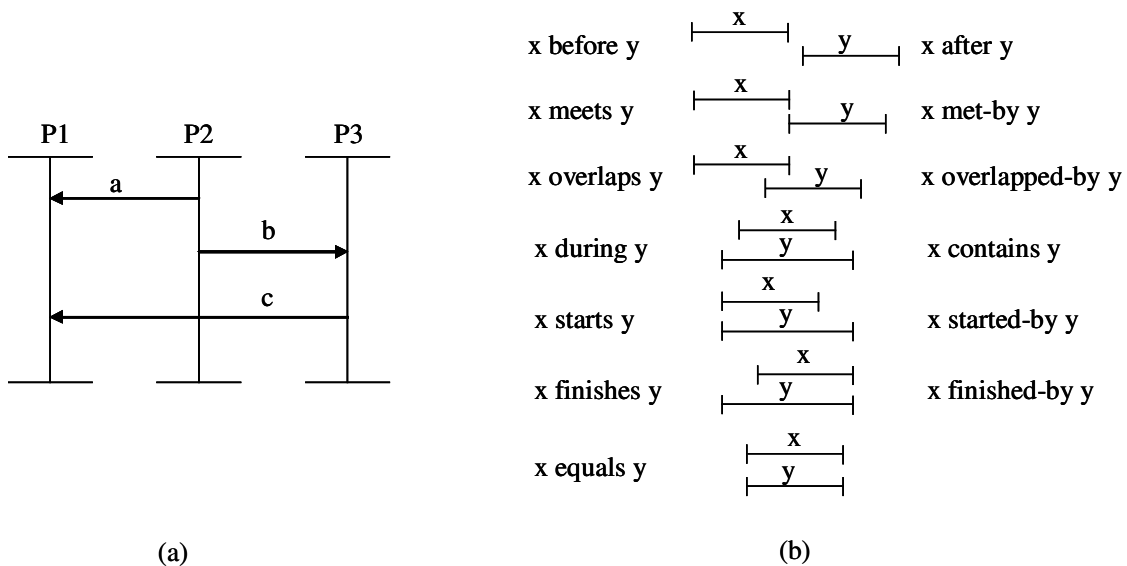 P1 P2 P3
a
b
c
(a)
x
x before y y x after y
x
x meets y y x met-by y
x
x overlaps y y x overlapped-by y
x
x during y y x contains y
x
x starts y y x started-by y
x
x finishes y y x finished-by y
x
x equals y y
(b)